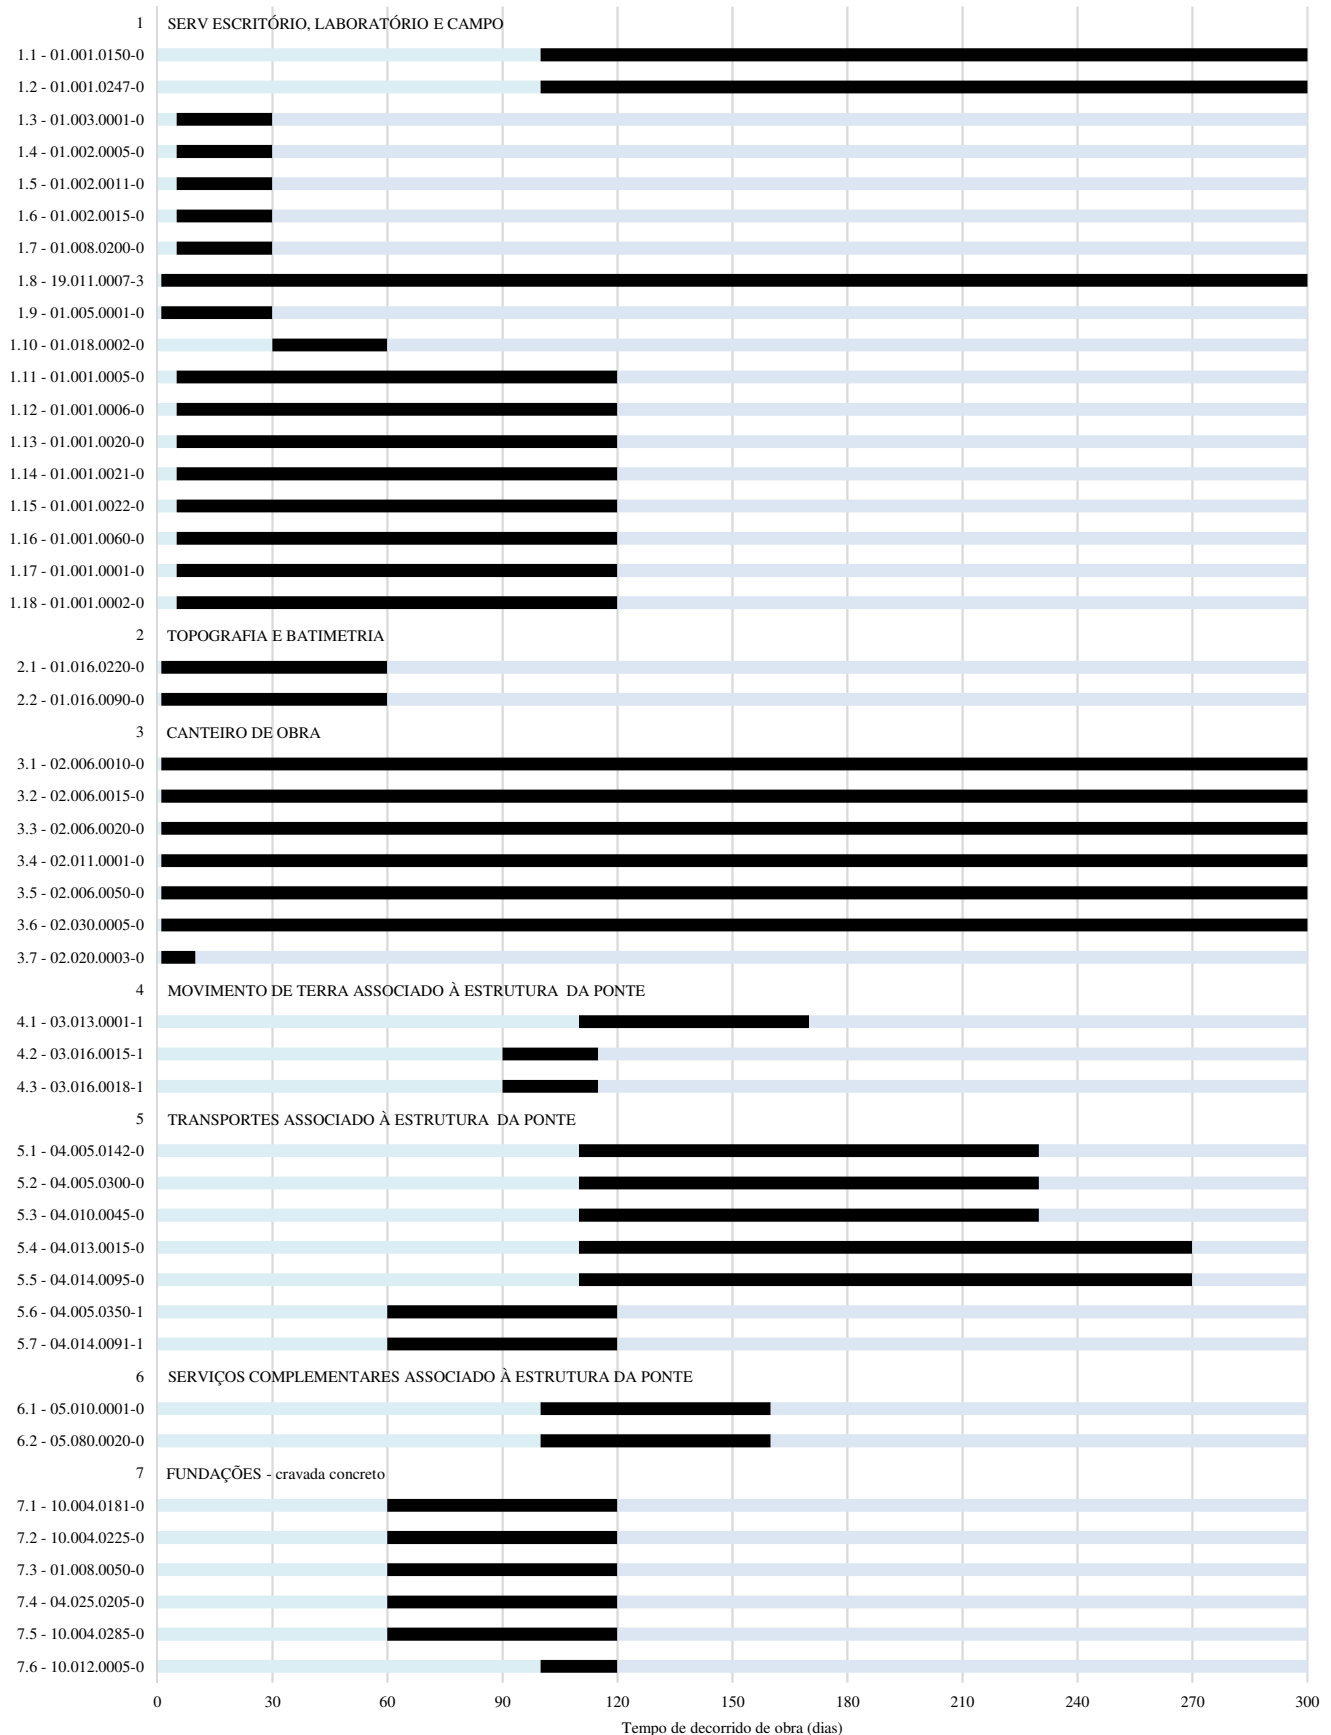 1 SERV ESCRITÓRIO, LABORATÓRIO E CAMPO
1.1 - 01.001.0150-0
1.2 - 01.001.0247-0
1.3 - 01.003.0001-0
1.4 - 01.002.0005-0
1.5 - 01.002.0011-0
1.6 - 01.002.0015-0
1.7 - 01.008.0200-0
1.8 - 19.011.0007-3
1.9 - 01.005.0001-0
1.10 - 01.018.0002-0
1.11 - 01.001.0005-0
1.12 - 01.001.0006-0
1.13 - 01.001.0020-0
1.14 - 01.001.0021-0
1.15 - 01.001.0022-0
1.16 - 01.001.0060-0
1.17 - 01.001.0001-0
1.18 - 01.001.0002-0
2 TOPOGRAFIA E BATIMETRIA
2.1 - 01.016.0220-0
2.2 - 01.016.0090-0
3 CANTEIRO DE OBRA
3.1 - 02.006.0010-0
3.2 - 02.006.0015-0
3.3 - 02.006.0020-0
3.4 - 02.011.0001-0
3.5 - 02.006.0050-0
3.6 - 02.030.0005-0
3.7 - 02.020.0003-0
4 MOVIMENTO DE TERRA ASSOCIADO À ESTRUTURA DA PONTE
4.1 - 03.013.0001-1
4.2 - 03.016.0015-1
4.3 - 03.016.0018-1
5 TRANSPORTES ASSOCIADO À ESTRUTURA DA PONTE
5.1 - 04.005.0142-0
5.2 - 04.005.0300-0
5.3 - 04.010.0045-0
5.4 - 04.013.0015-0
5.5 - 04.014.0095-0
5.6 - 04.005.0350-1
5.7 - 04.014.0091-1
6 SERVIÇOS COMPLEMENTARES ASSOCIADO À ESTRUTURA DA PONTE
6.1 - 05.010.0001-0
6.2 - 05.080.0020-0
7 FUNDAÇÕES - cravada concreto
7.1 - 10.004.0181-0
7.2 - 10.004.0225-0
7.3 - 01.008.0050-0
7.4 - 04.025.0205-0
7.5 - 10.004.0285-0
7.6 - 10.012.0005-0
0 30 60 90 120 150 180 210 240 270 300
Tempo de decorrido de obra (dias)